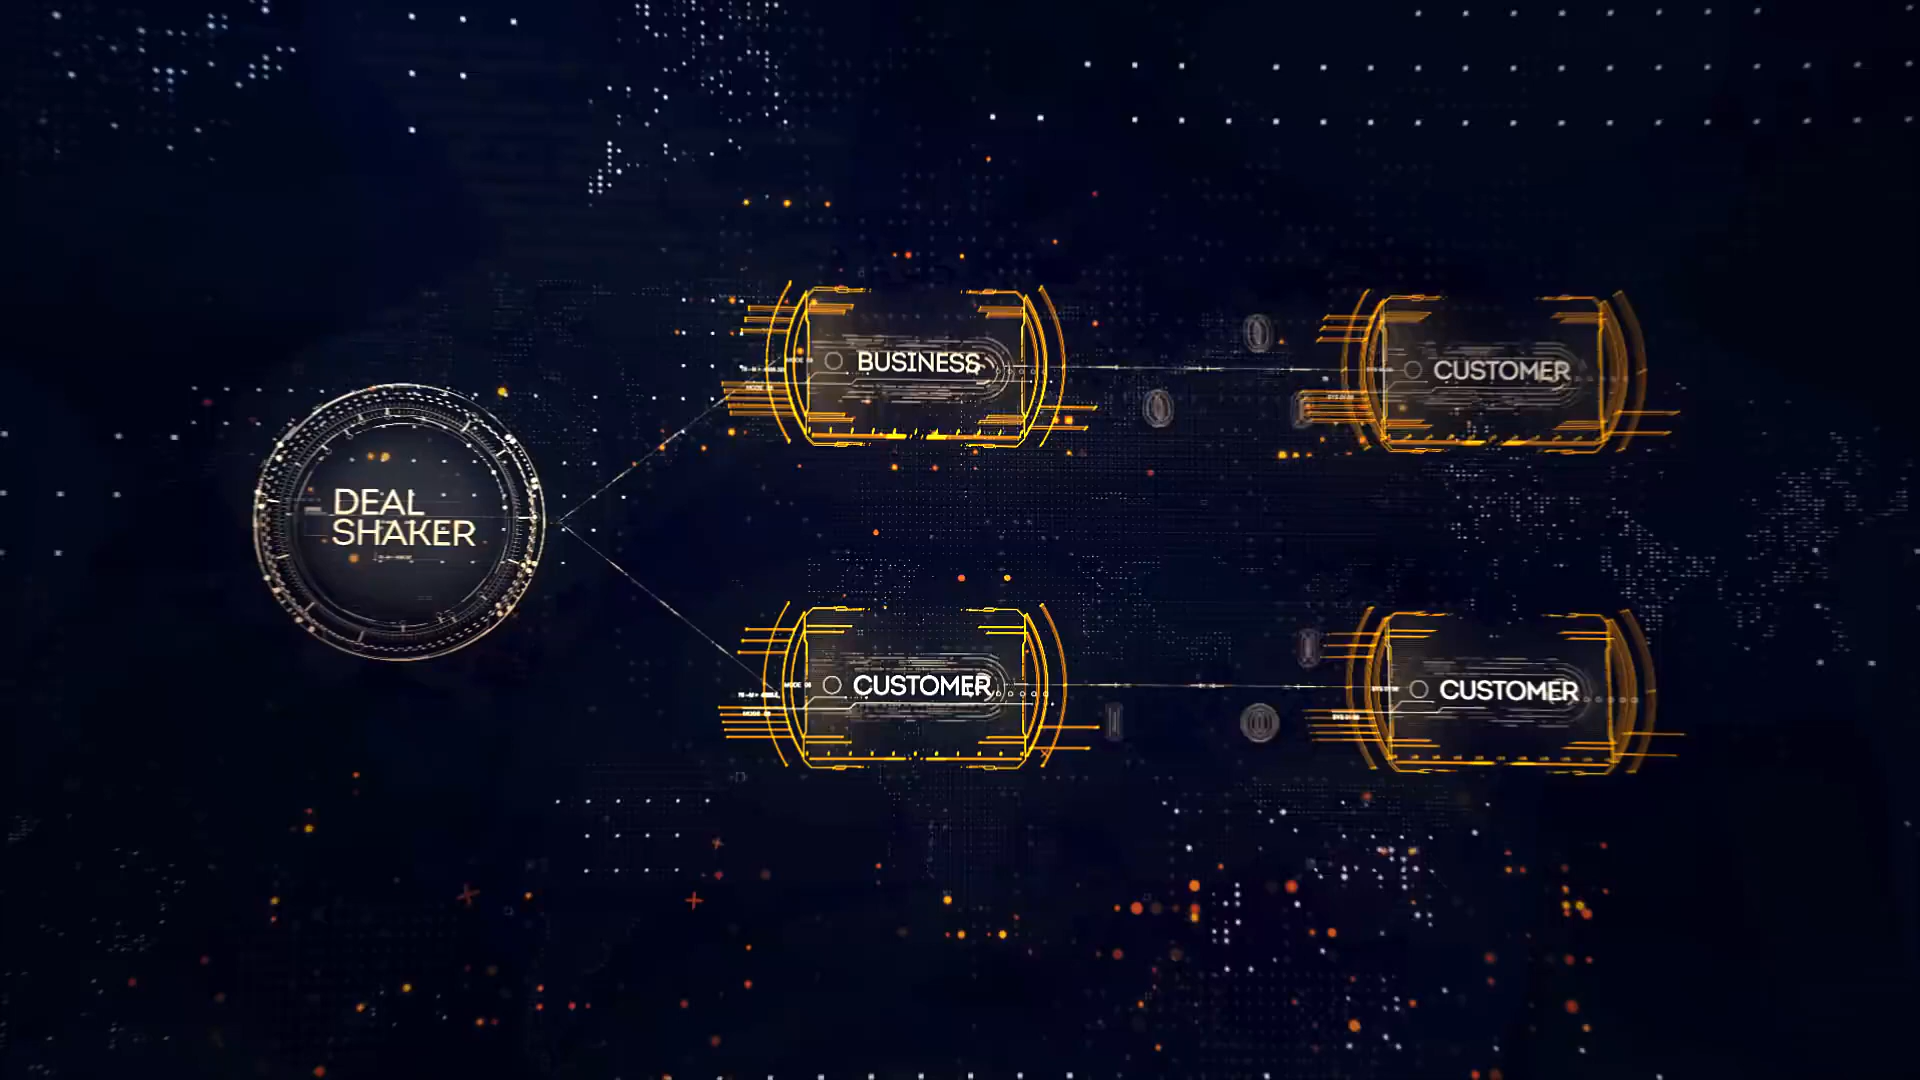 DEAL
SHAKER
BUSINESS
CUSTOMER
CUSTOMER
CUSTOMER